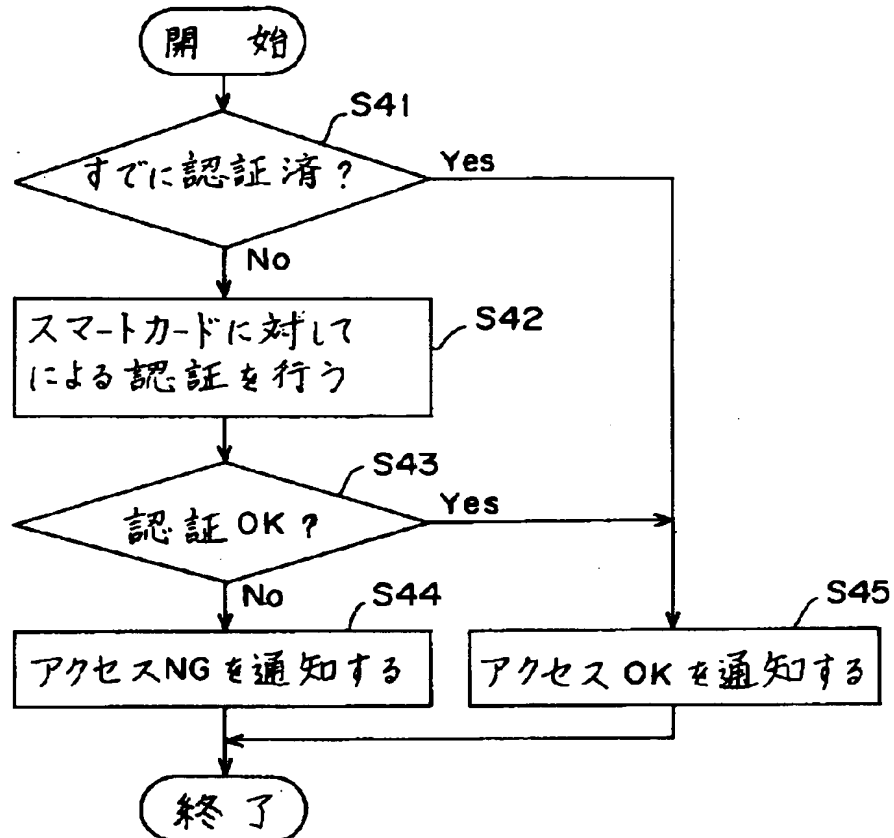 開 始
S41
すでに認証済?
Yes
No
スマートカードに対して
による認証を行う
S42
S43
認証OK?
Yes
No
S44
アクセスNGを通知する
S45
アクセスOKを通知する
終了